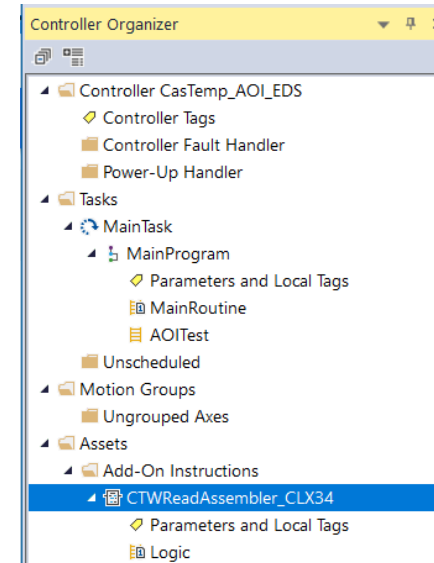 Controller Organizer
Controller CasTemp_AOI_EDS
Controller Tags
Controller Fault Handler
Power-Up Handler
Tasks
MainTask
MainProgram
Parameters and Local Tags
MainRoutine
AOITest
Unscheduled
Motion Groups
Ungrouped Axes
Assets
Add-On Instructions
CTWReadAssembler_CLX34
Parameters and Local Tags
Logic